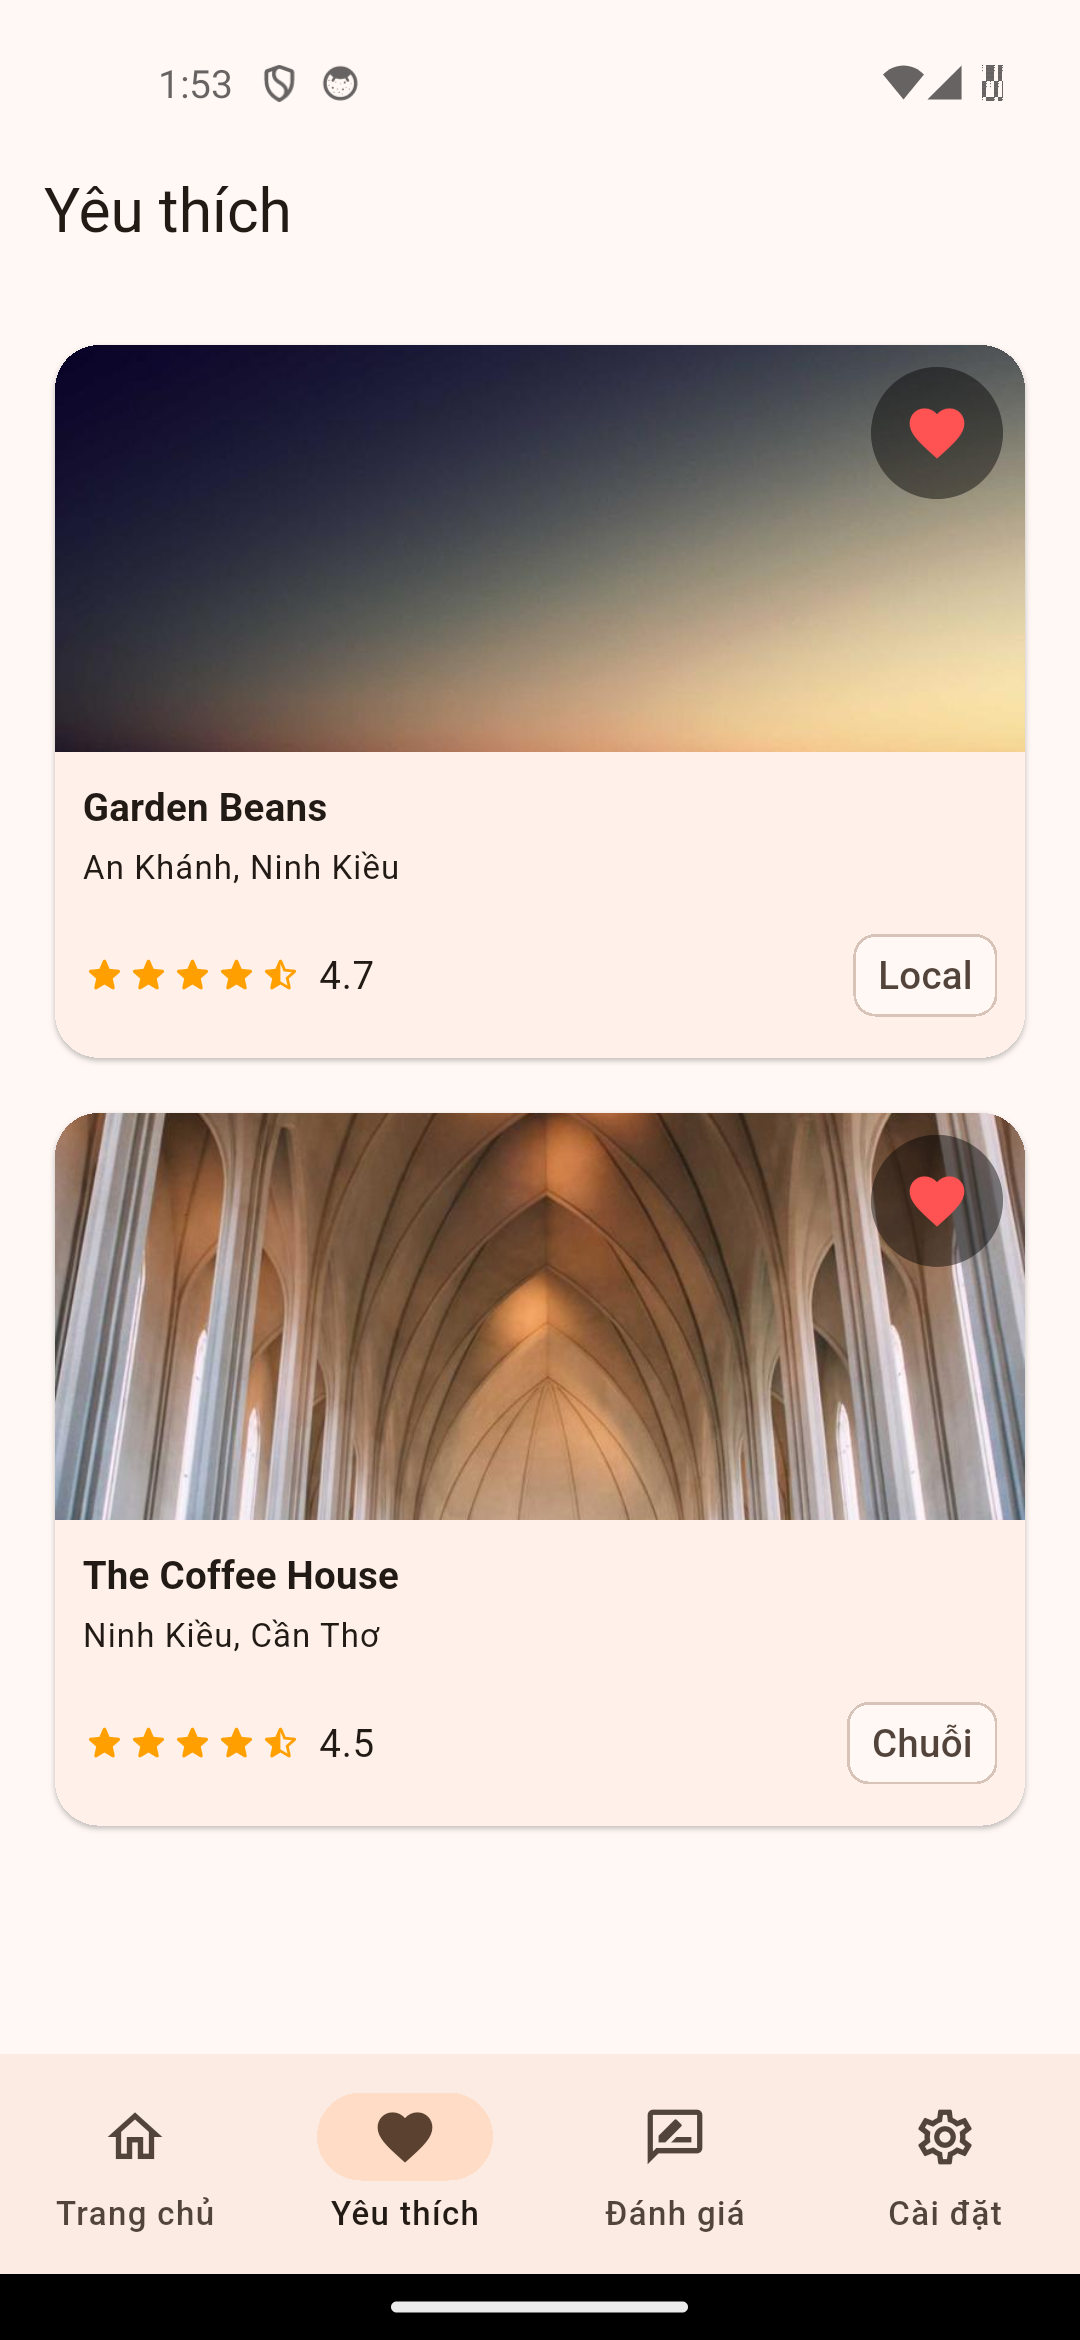 1:53
Yêu thích
Garden Beans
An Khánh, Ninh Kiều
4.7
Local
The Coffee House
Ninh Kiều, Cần Thơ
4.5
Chuỗi
Trang chủ
Yêu thích
Đánh giá
Cài đặt